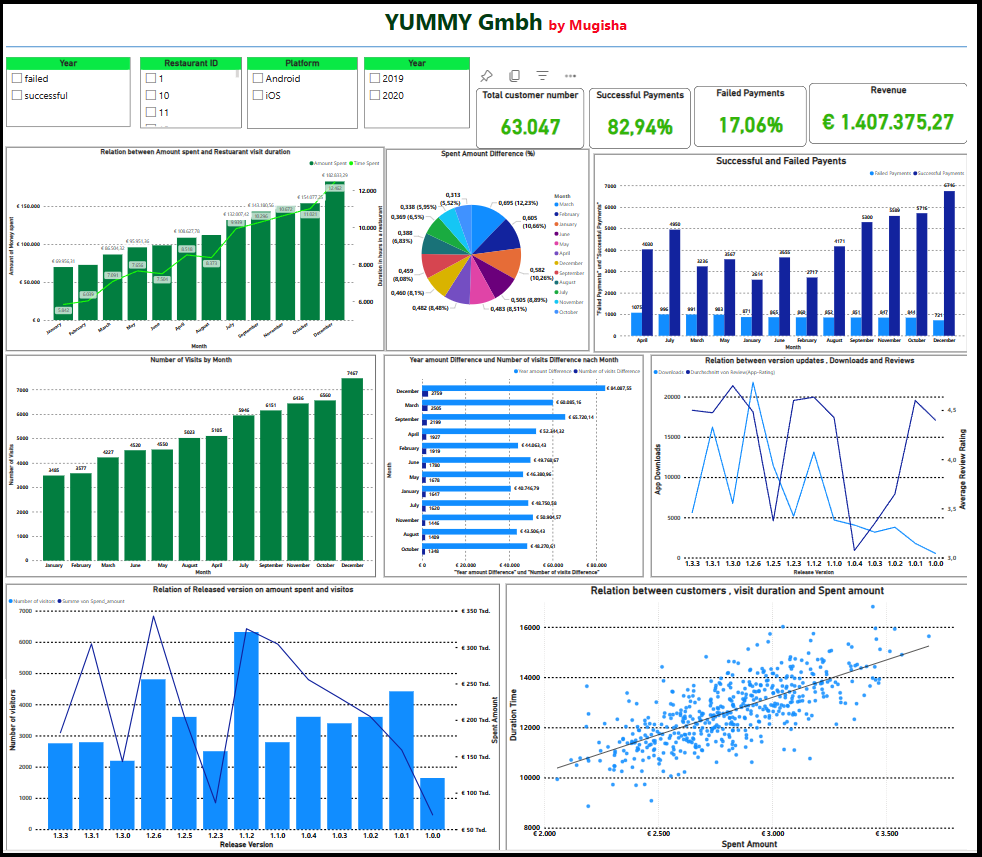 YUMMY Gmbh by Mugisha
Year
failed
successful
Restaurant ID
1
10
11
Platform
Android
iOS
Year
2019
2020
Total customer number
63.047
Successful Payments
82,94%
Failed Payments
17,06%
Revenue
€ 1.407.375,27
Relation between Amount spent and Restuarant visit duration
Amount Spent Time Spent
Amount of Money spent
€ 150.000
€ 100.000
€ 50.000
€ 0
12.000
10.000
8.000
6.000
Duration in hours in a restaurant
January February March May June April August July September November October December
Month
Spent Amount Difference (%)
0,695 (12,23%)
0,605 (10,66%)
0,582 (10,26%)
0,505 (8,89%)
0,483 (8,51%)
0,482 (8,48%)
0,460 (8,1%)
0,459 (8,08%)
0,388 (6,83%)
0,369 (6,5%)
0,338 (5,95%)
0,313 (5,52%)
Month
March
February
January
June
May
April
December
September
August
July
November
October
Successful and Failed Payents
Failed Payments Successful Payments
"Failed Payments" und "Successful Payments"
7000
6000
5000
4000
3000
2000
1000
0
4030 4950 3236 3567 2614 3655 2717 4171 5300 5589 5716 6746
1075 996 991 983 871 865 860 852 851 847 844 721
April July March May January June February August September November October December
Month
Number of Visits by Month
Number of Visits
7000
6000
5000
4000
3000
2000
1000
0
3485 3577 4227 4520 4550 5023 5105 5946 6151 6436 6560 7467
January February March June May August April July September November October December
Month
Year amount Difference und Number of visits Difference nach Month
Year amount Difference Number of visits Difference
Month
December € 84.087,55
2759
March € 60.085,16
2505
September € 65.720,14
2199
April € 52.344,32
1927
February € 44.063,43
1919
June € 49.768,67
1780
May € 46.380,96
1678
January € 40.746,79
1647
July € 48.750,58
1620
November € 50.904,57
1446
August € 43.506,43
1409
October € 48.270,61
1348
€ 0 € 20.000 € 40.000 € 60.000 € 80.000
"Year amount Difference" und "Number of visits Difference"
Relation between version updates , Downloads and Reviews
Downloads Durchschnitt von Review(App-Rating)
App Downloads
20000
15000
10000
5000
0
4,5
4,0
3,5
3,0
Average Review Rating
1.3.3 1.3.1 1.3.0 1.2.6 1.2.5 1.2.3 1.1.2 1.1.0 1.0.4 1.0.3 1.0.2 1.0.1 1.0.0
Release Version
Relation of Released version on amount spent and visitos
Number of visitors Summe von Spend_amount
Number of visitors
7000
6000
5000
4000
3000
2000
1000
0
€ 350 Tsd.
€ 300 Tsd.
€ 250 Tsd.
€ 200 Tsd.
€ 150 Tsd.
€ 100 Tsd.
€ 50 Tsd.
Spent Amount
1.3.3 1.3.1 1.3.0 1.2.6 1.2.5 1.2.3 1.1.2 1.1.0 1.0.4 1.0.3 1.0.2 1.0.1 1.0.0
Release Version
Relation between customers , visit duration and Spent amount
Duration Time
16000
14000
12000
10000
8000
€ 2.000 € 2.500 € 3.000 € 3.500
Spent Amount